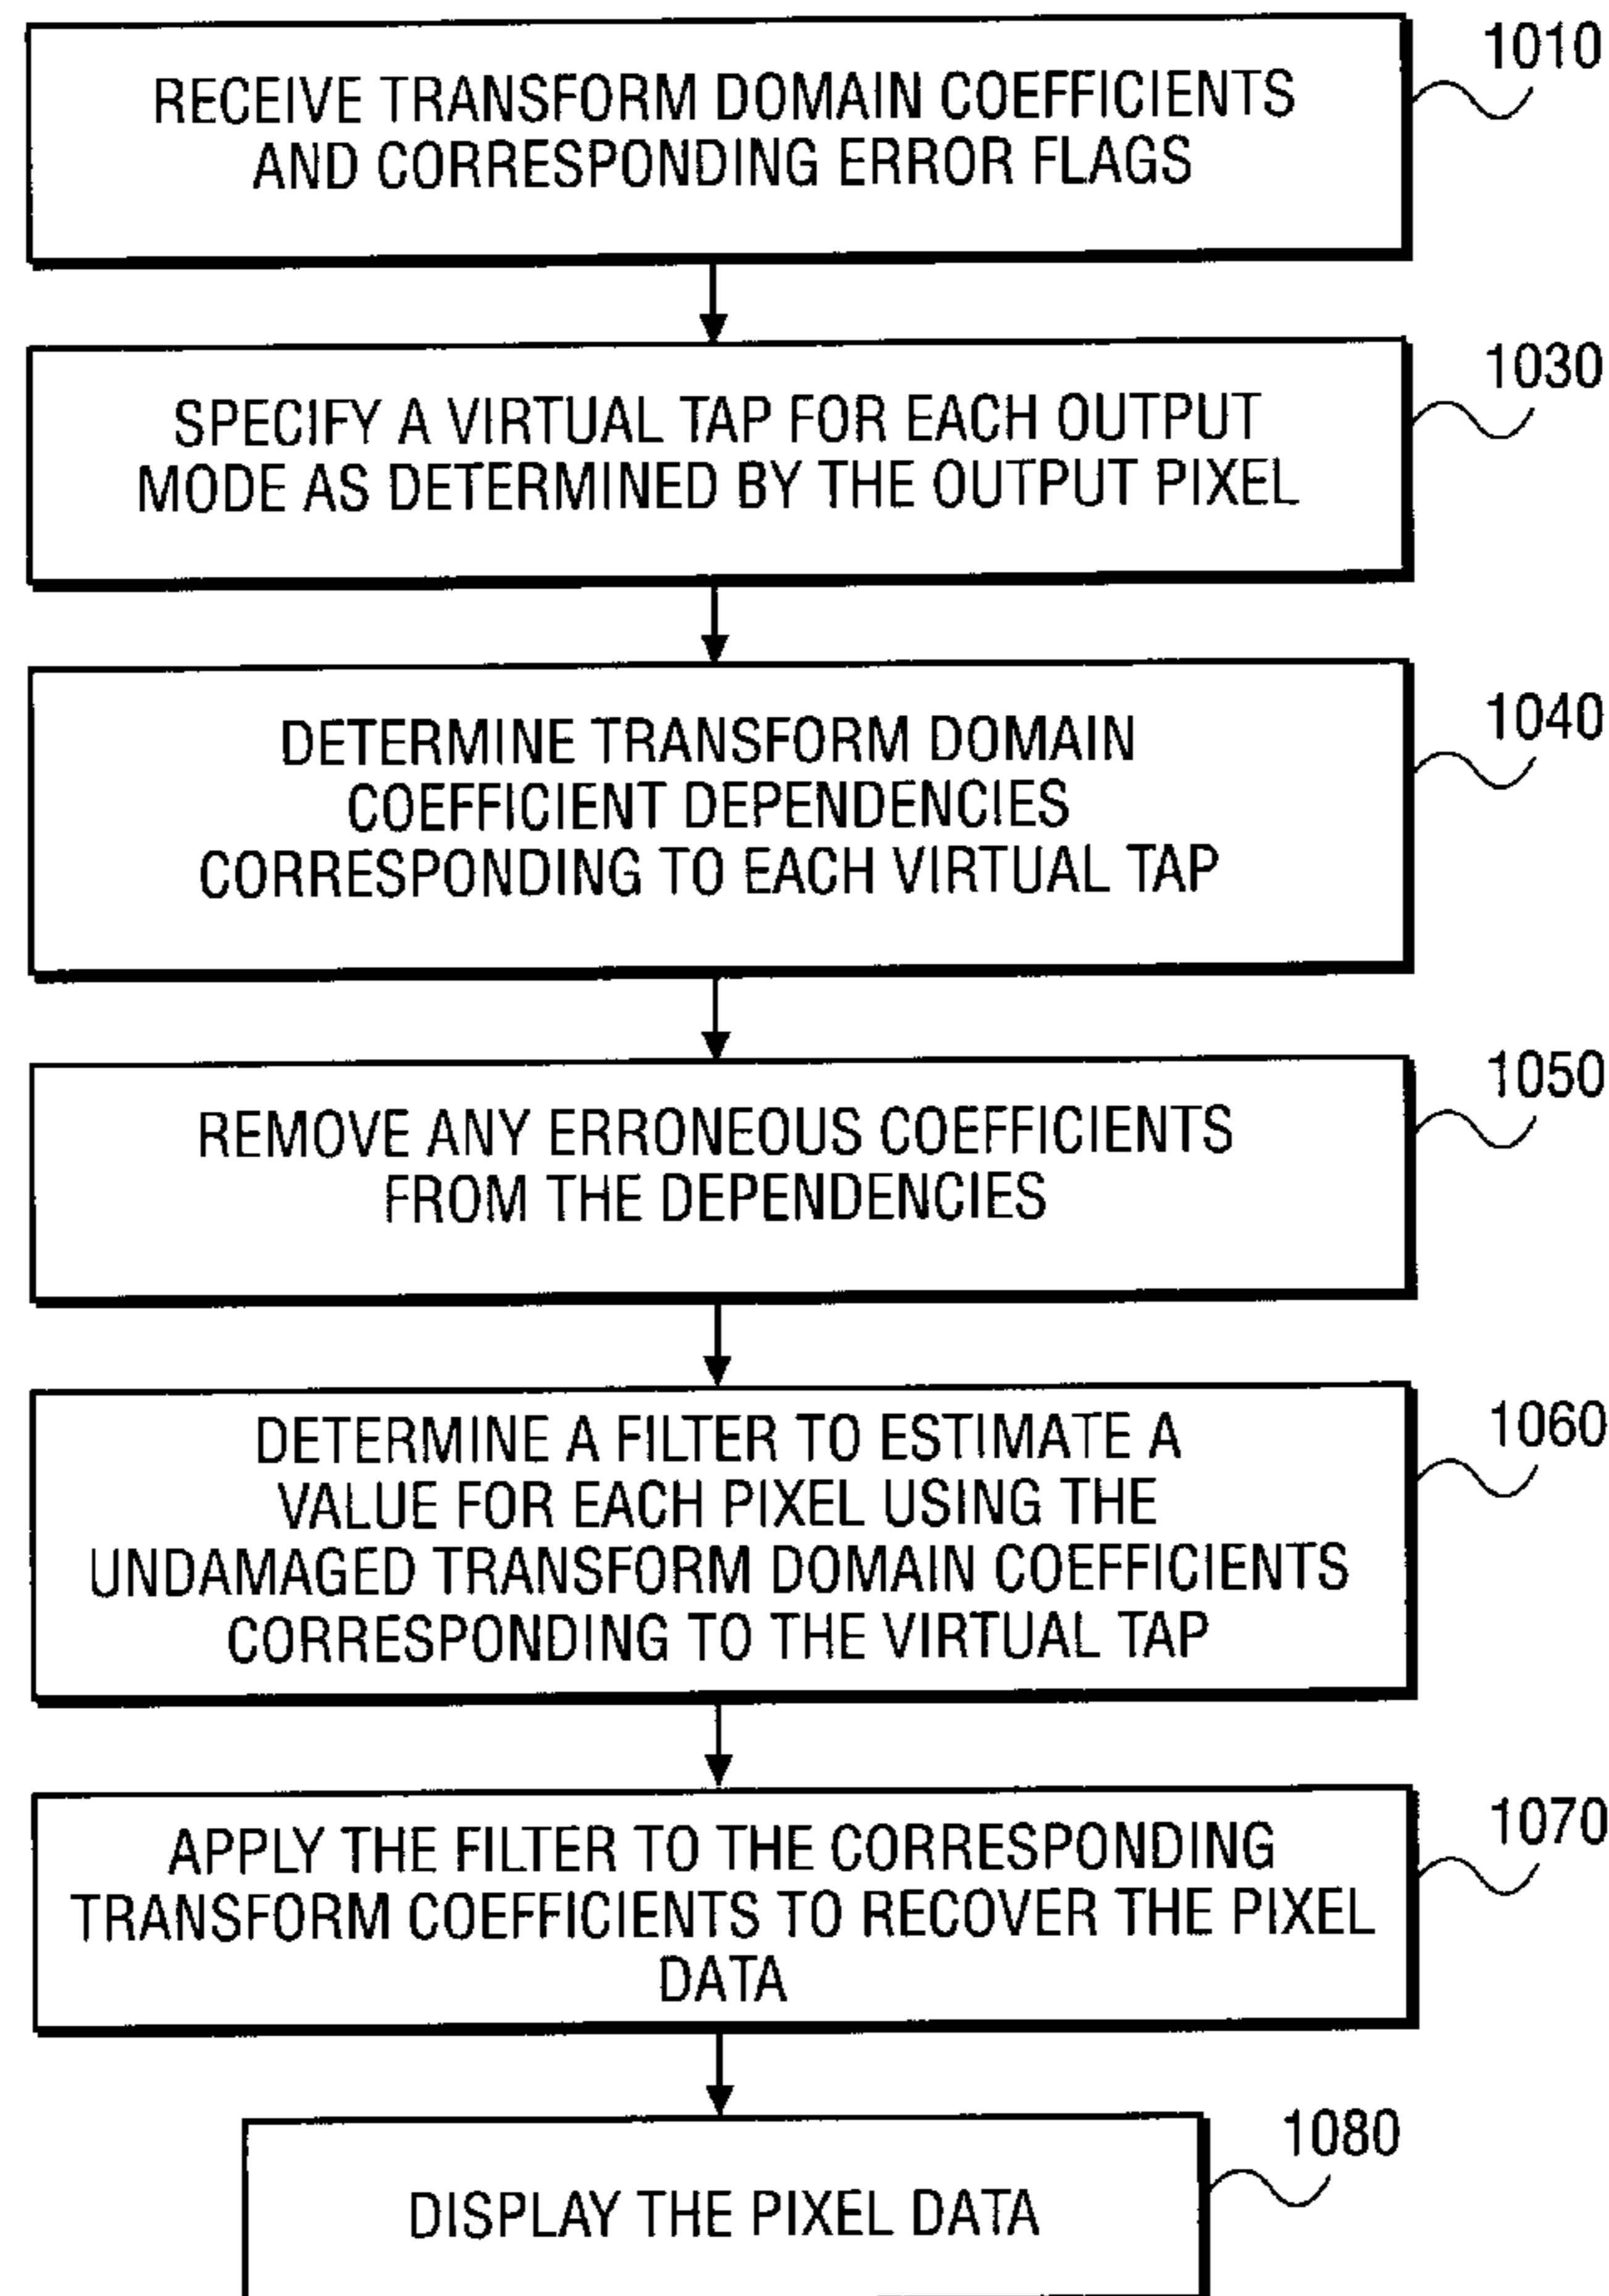 1010
RECEIVE TRANSFORM DOMAIN COEFFICIENTS
AND CORRESPONDING ERROR FLAGS
1030
SPECIFY A VIRTUAL TAP FOR EACH OUTPUT
MODE AS DETERMINED BY THE OUTPUT PIXEL
1040
DETERMINE TRANSFORM DOMAIN
COEFFICIENT DEPENDENCIES
CORRESPONDING TO EACH VIRTUAL TAP
1050
REMOVE ANY ERRONEOUS COEFFICIENTS
FROM THE DEPENDENCIES
1060
DETERMINE A FILTER TO ESTIMATE A
VALUE FOR EACH PIXEL USING THE
UNDAMAGED TRANSFORM DOMAIN COEFFICIENTS
CORRESPONDING TO THE VIRTUAL TAP
1070
APPLY THE FILTER TO THE CORRESPONDING
TRANSFORM COEFFICIENTS TO RECOVER THE PIXEL
DATA
1080
DISPLAY THE PIXEL DATA